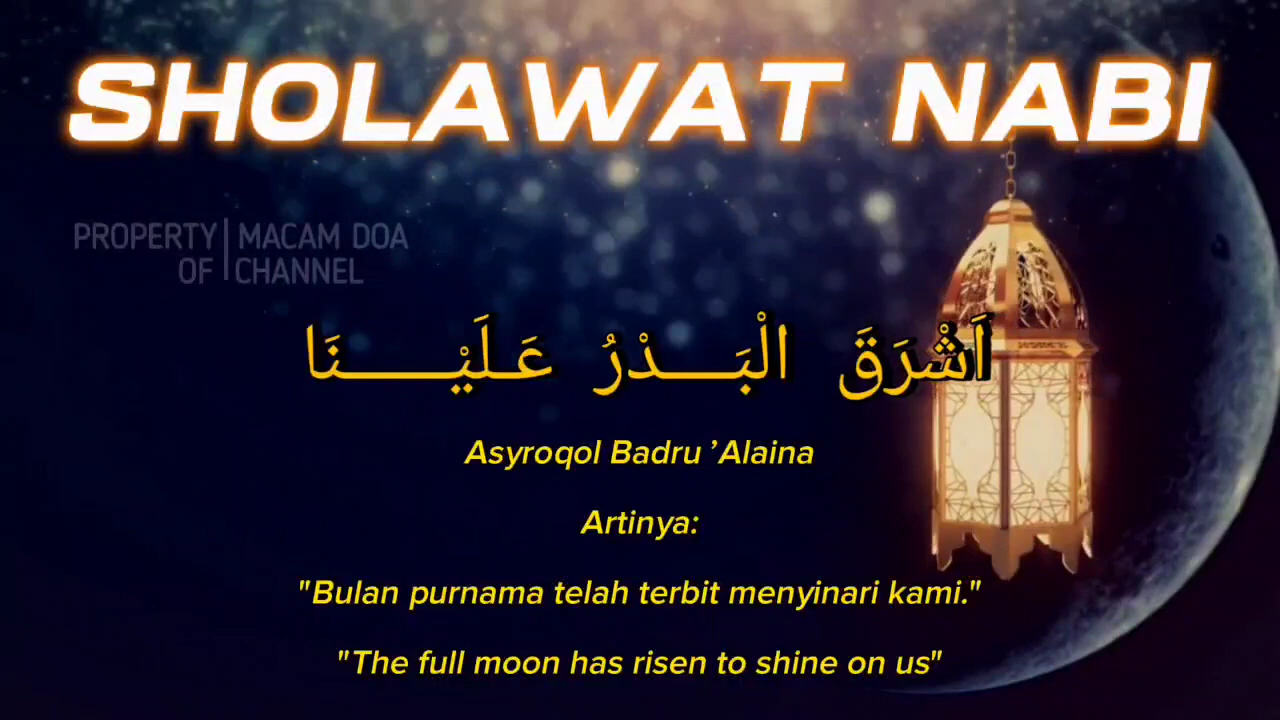 SHOLAWAT NABI
PROPERTY OF | MACAM DOA CHANNEL
اَشْرَقَ الْبَـــدْرُ عَـلَيْـــــنَا
Asyroqol Badru ’Alaina
Artinya:
"Bulan purnama telah terbit menyinari kami."
"The full moon has risen to shine on us"